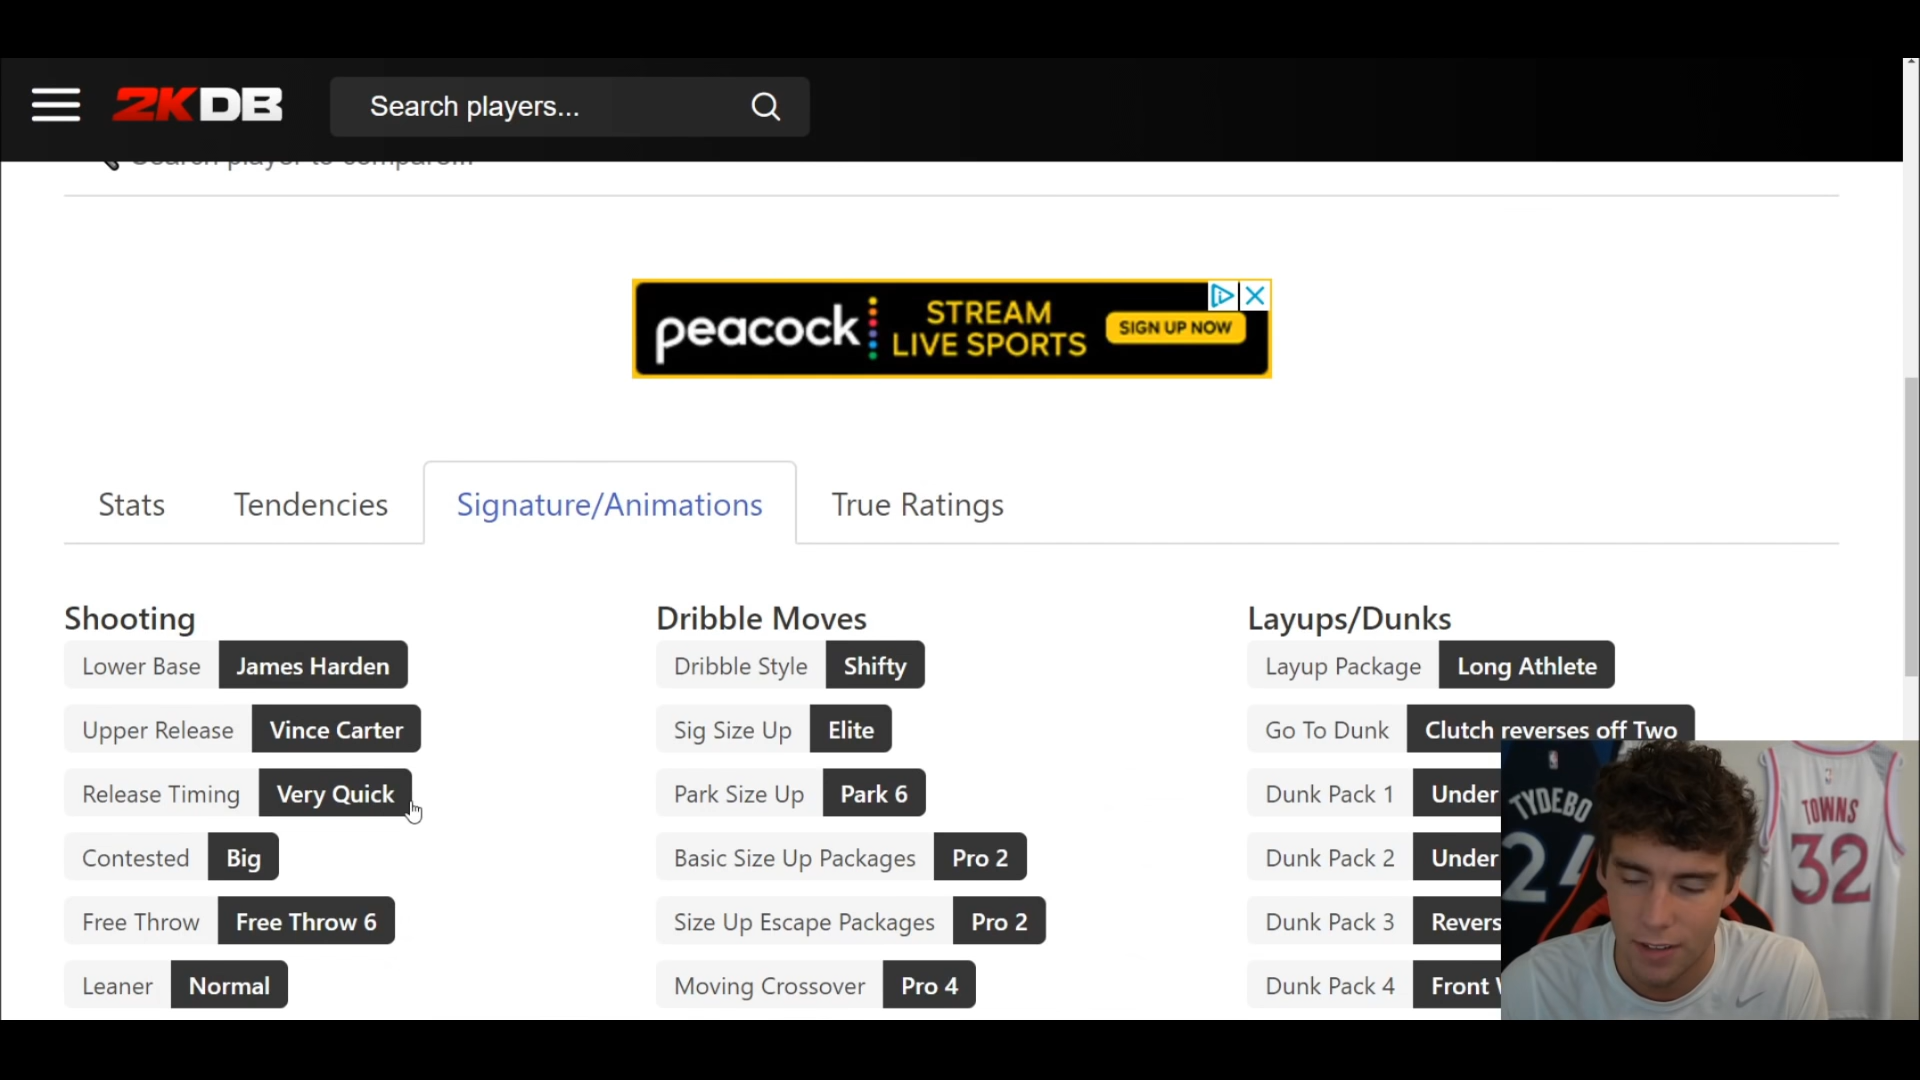 2KDB
Search players...
Search player to compare...
peacock
STREAM
LIVE SPORTS
SIGN UP NOW
Stats
Tendencies
Signature/Animations
True Ratings
Shooting
Lower Base James Harden
Upper Release Vince Carter
Release Timing Very Quick
Contested Big
Free Throw Free Throw 6
Leaner Normal
Dribble Moves
Dribble Style Shifty
Sig Size Up Elite
Park Size Up Park 6
Basic Size Up Packages Pro 2
Size Up Escape Packages Pro 2
Moving Crossover Pro 4
Layups/Dunks
Layup Package Long Athlete
Go To Dunk Clutch reverses off Two
Dunk Pack 1 Under
Dunk Pack 2 Under
Dunk Pack 3 Revers
Dunk Pack 4 Front
TYDEBO
24
TOWNS
32